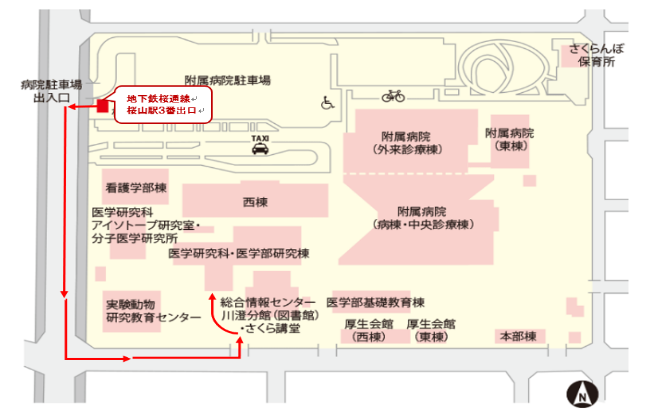 さくらんぼ
保育所
病院駐車場
出入口
附属病院駐車場
地下鉄桜通線
桜山駅3番出口
TAXI
附属病院
(外来診療棟)
附属病院
(東棟)
看護学部棟
西棟
医学研究科
アイソトープ研究室・
分子医学研究所
附属病院
(病棟・中央診療棟)
医学研究科・医学部研究棟
実験動物
研究教育センター
総合情報センター
川澄分館(図書館)
・さくら講堂
医学部基礎教育棟
厚生会館
(西棟)
厚生会館
(東棟)
本部棟
N